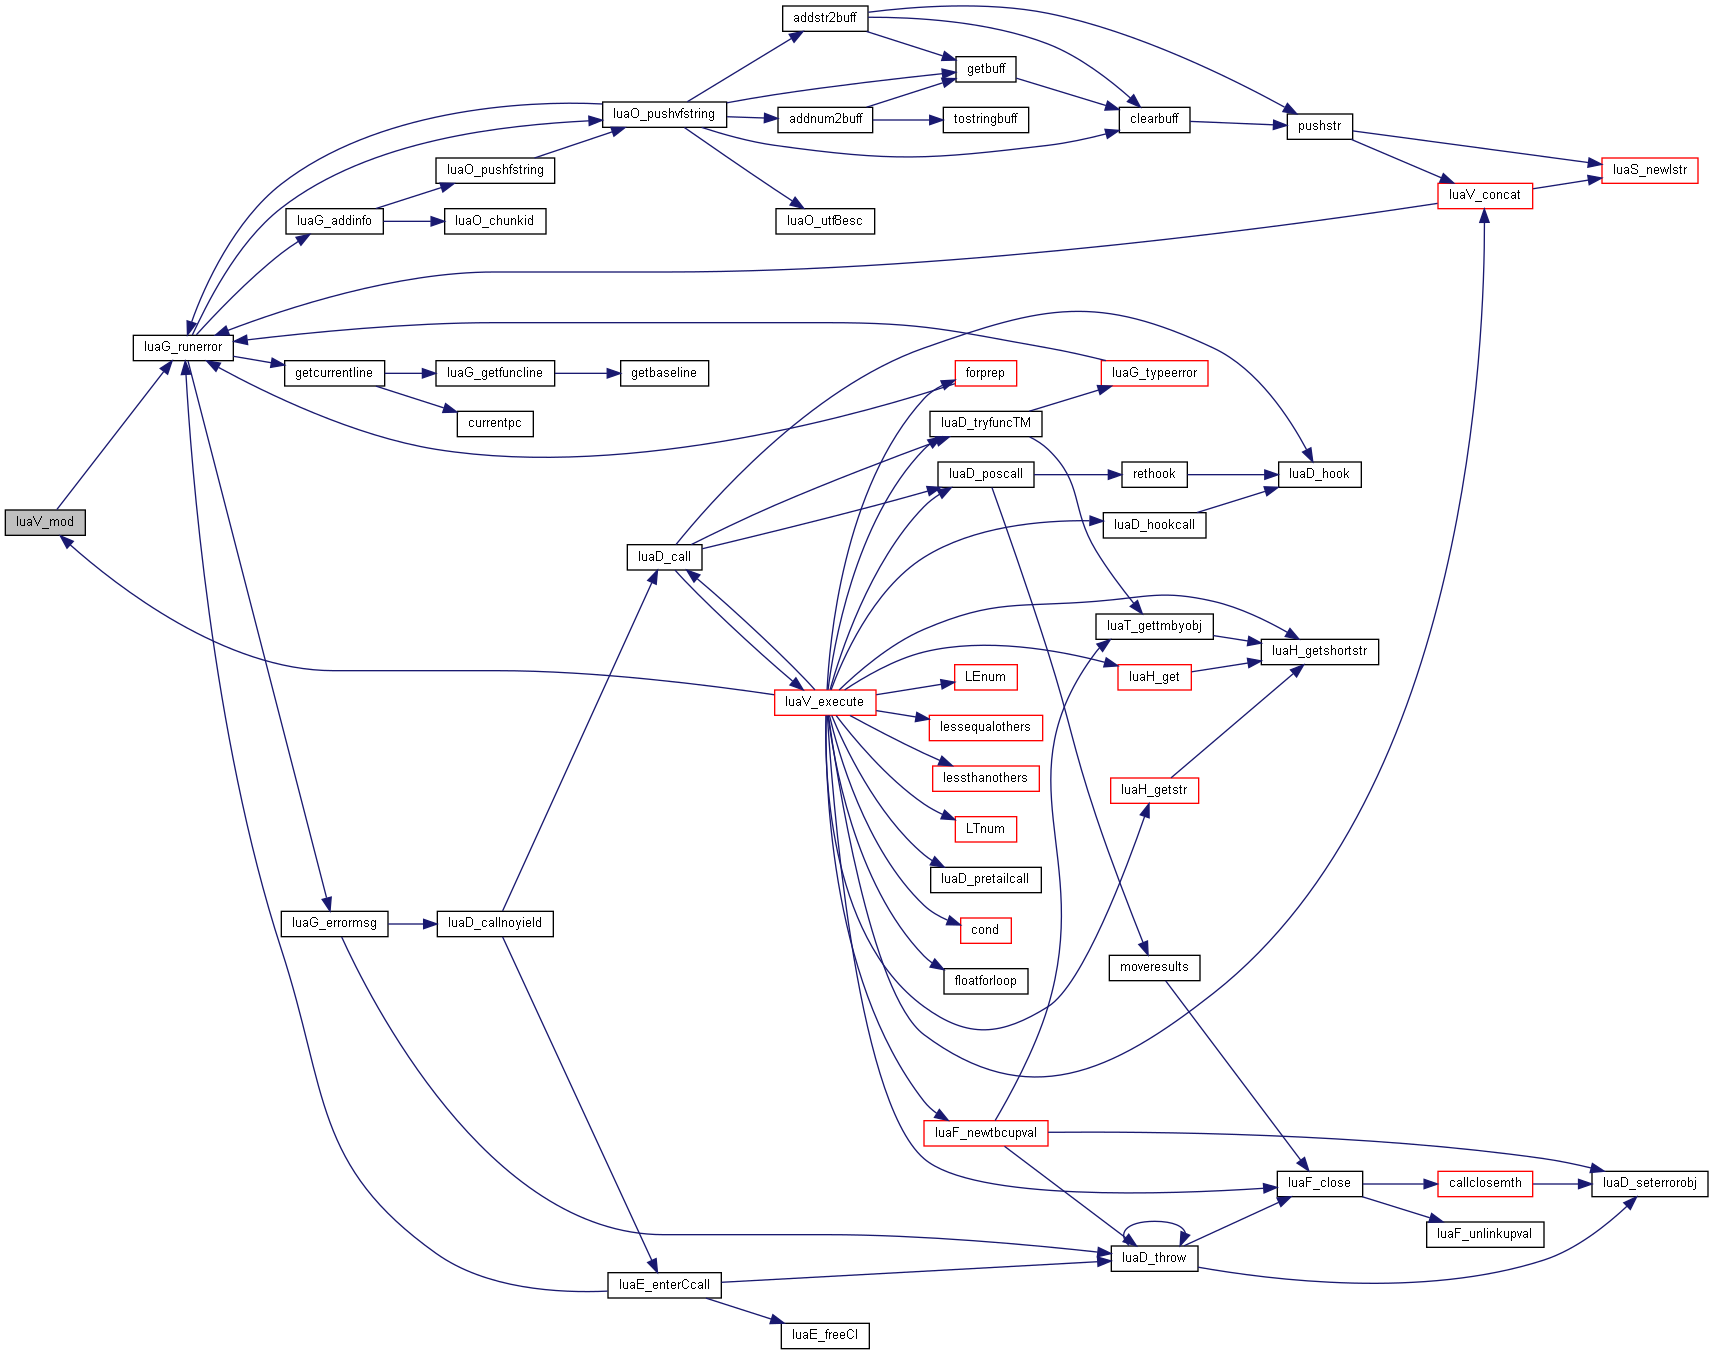 addstr2buff
getbuff
luaO_pushvfstring
addnum2buff
tostringbuff
clearbuff
pushstr
luaO_pushfstring
luaS_newlstr
luaV_concat
luaG_addinfo
luaO_chunkid
luaO_utf8esc
luaG_runerror
getcurrentline
luaG_getfuncline
getbaseline
forprep
luaG_typeerror
currentpc
luaD_tryfuncTM
luaD_poscall
rethook
luaD_hook
luaV_mod
luaD_hookcall
luaD_call
luaT_gettmbyobj
luaH_getshortstr
LEnum
luaH_get
luaV_execute
lessequalothers
lessthanothers
luaH_getstr
LTnum
luaD_pretailcall
luaG_errormsg
luaD_callnoyield
cond
moveresults
floatforloop
luaF_newtbcupval
luaF_close
callclosemth
luaD_seterrorobj
luaF_unlinkupval
luaD_throw
luaE_enterCcall
luaE_freeCI